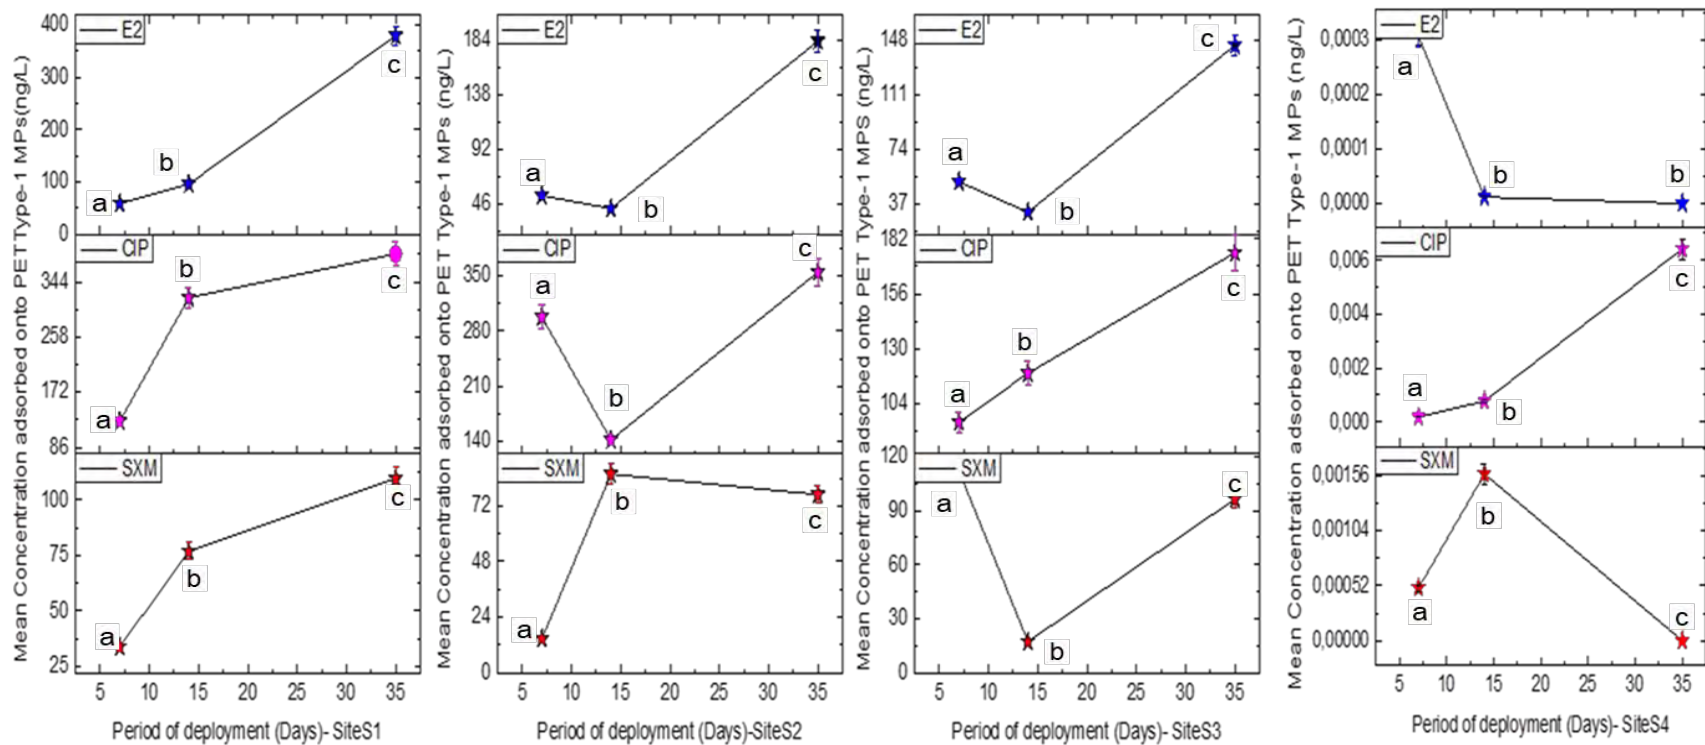 Mean Concentration adsorbed onto PET Type-1 MPs(ng/L)
E2
400
300
200
100
0
a
b
c
CIP
344
258
172
86
a
b
c
SXM
100
75
50
25
a
b
c
5 10 15 20 25 30 35
Period of deployment (Days)- SiteS1
Mean Concentration adsorbed onto PET Type-1 MPs (ng/L)
E2
184
138
92
46
a
b
c
CIP
350
280
210
140
a
b
c
SXM
72
48
24
0
a
b
c
5 10 15 20 25 30 35
Period of deployment (Days)-SiteS2
Mean Concentration adsorbed onto PET Type-1 MPS (ng/L)
E2
148
111
74
37
a
b
c
CIP
182
156
130
104
a
b
c
SXM
120
90
60
30
0
a
b
c
5 10 15 20 25 30 35
Period of deployment (Days)- SiteS3
Mean Concentration adsorbed onto PET Type-1 MPs (ng/L)
E2
0,0003
0,0002
0,0001
0,0000
a
b
b
CIP
0,006
0,004
0,002
0,000
a
b
c
SXM
0,00156
0,00104
0,00052
0,00000
a
b
c
5 10 15 20 25 30 35
Period of deployment (Days)- SiteS4